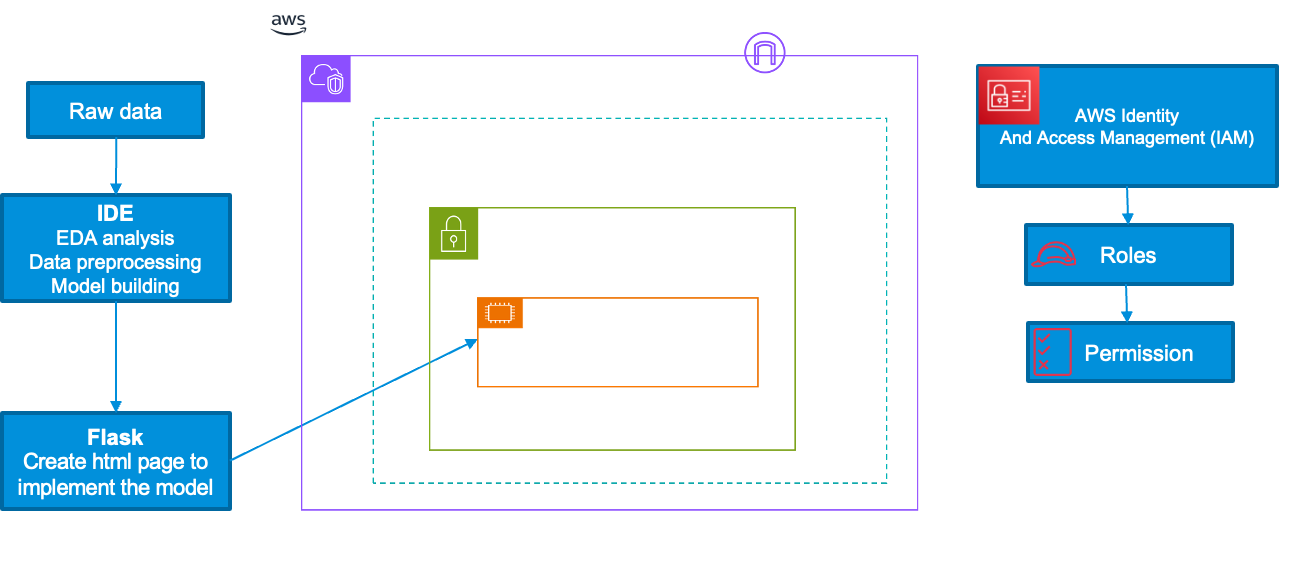 aws
Raw data
IDE
EDA analysis
Data preprocessing
Model building
Flask
Create html page to
implement the model
AWS Identity
And Access Management (IAM)
Roles
Permission